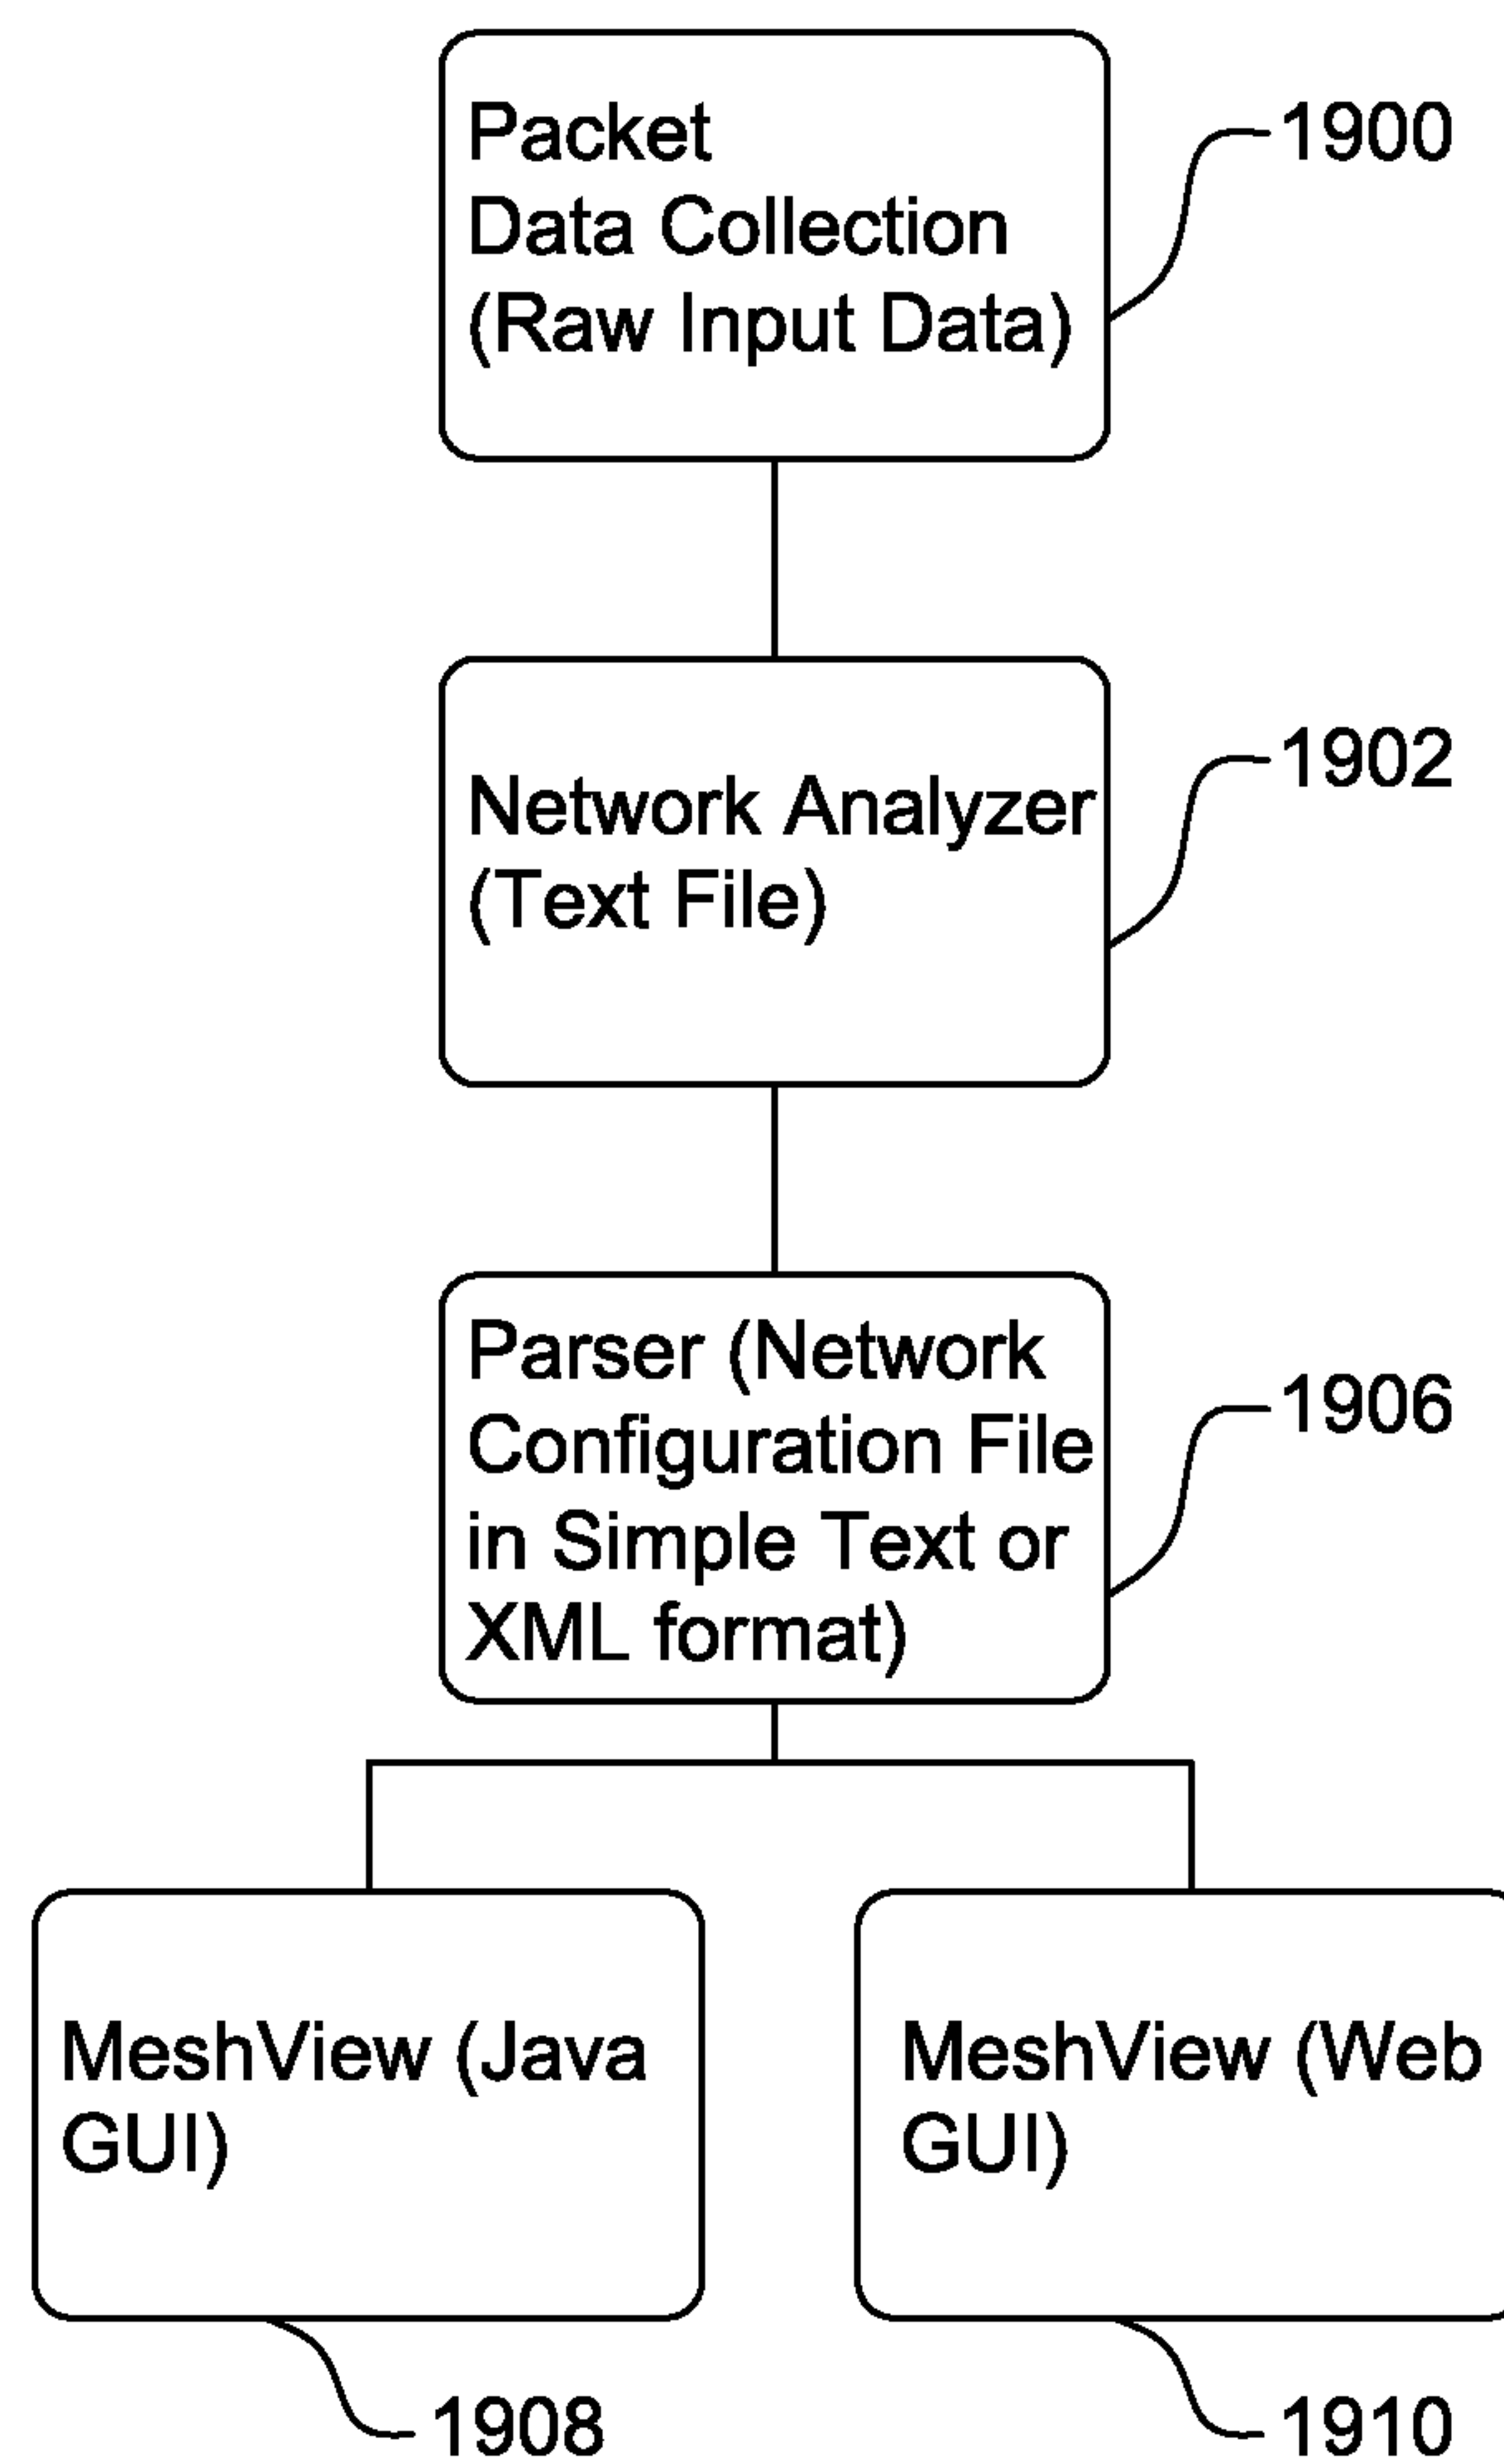 Packet
Data Collection
(Raw Input Data)
1900
Network Analyzer
(Text File)
1902
Parser (Network
Configuration File
in Simple Text or
XML format)
1906
MeshView (Java
GUI)
1908
MeshView (Web
GUI)
1910